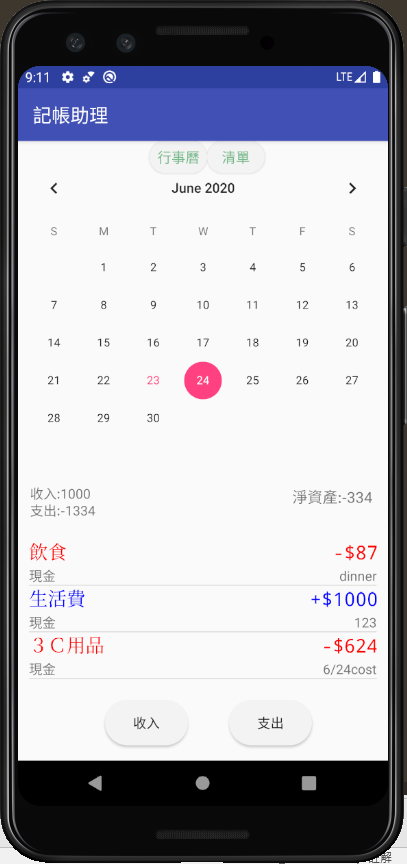 9:11 LTE
記帳助理
行事曆 清單
June 2020
S M T W T F S
1 2 3 4 5 6
7 8 9 10 11 12 13
14 15 16 17 18 19 20
21 22 23 24 25 26 27
28 29 30
收入:1000
淨資產:-334
支出:-1334
飲食 -$87
現金 dinner
生活費 +$1000
現金 123
３Ｃ用品 -$624
現金 6/24cost
收入 支出